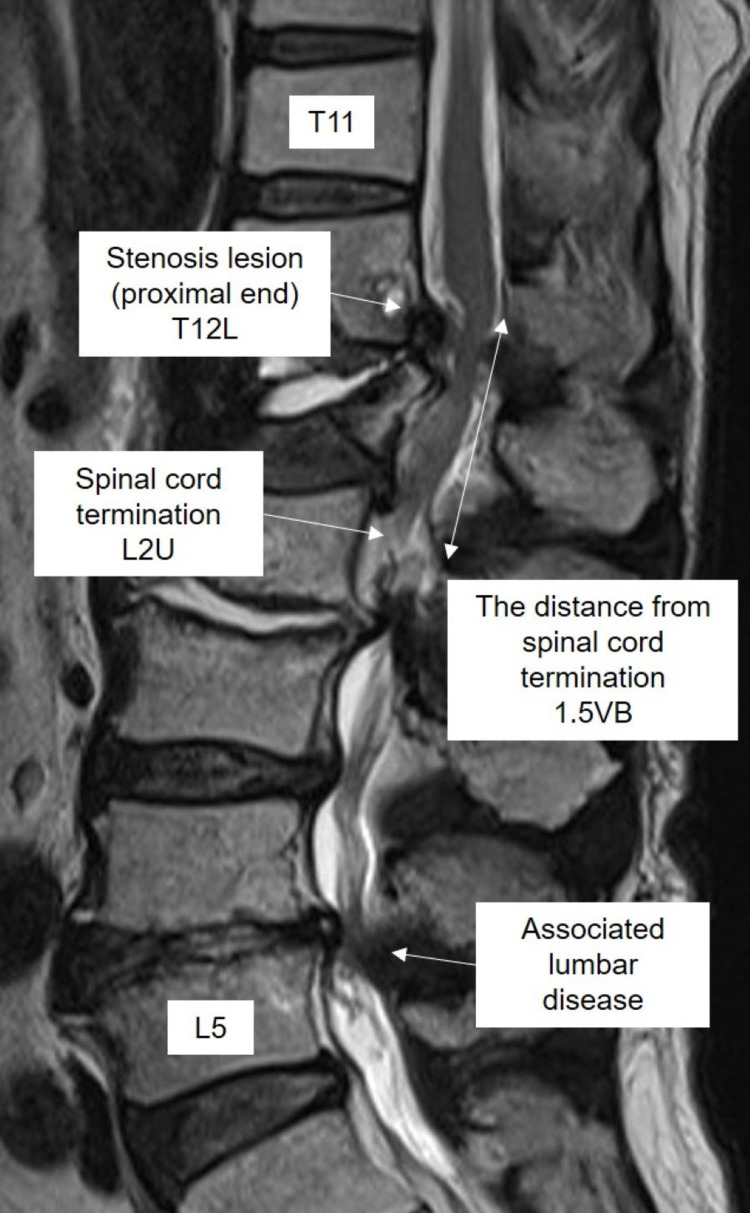 T11
Stenosis lesion
(proximal end)
T12L
Spinal cord
termination
L2U
The distance from
spinal cord
termination
1.5VB
Associated
lumbar
disease
L5